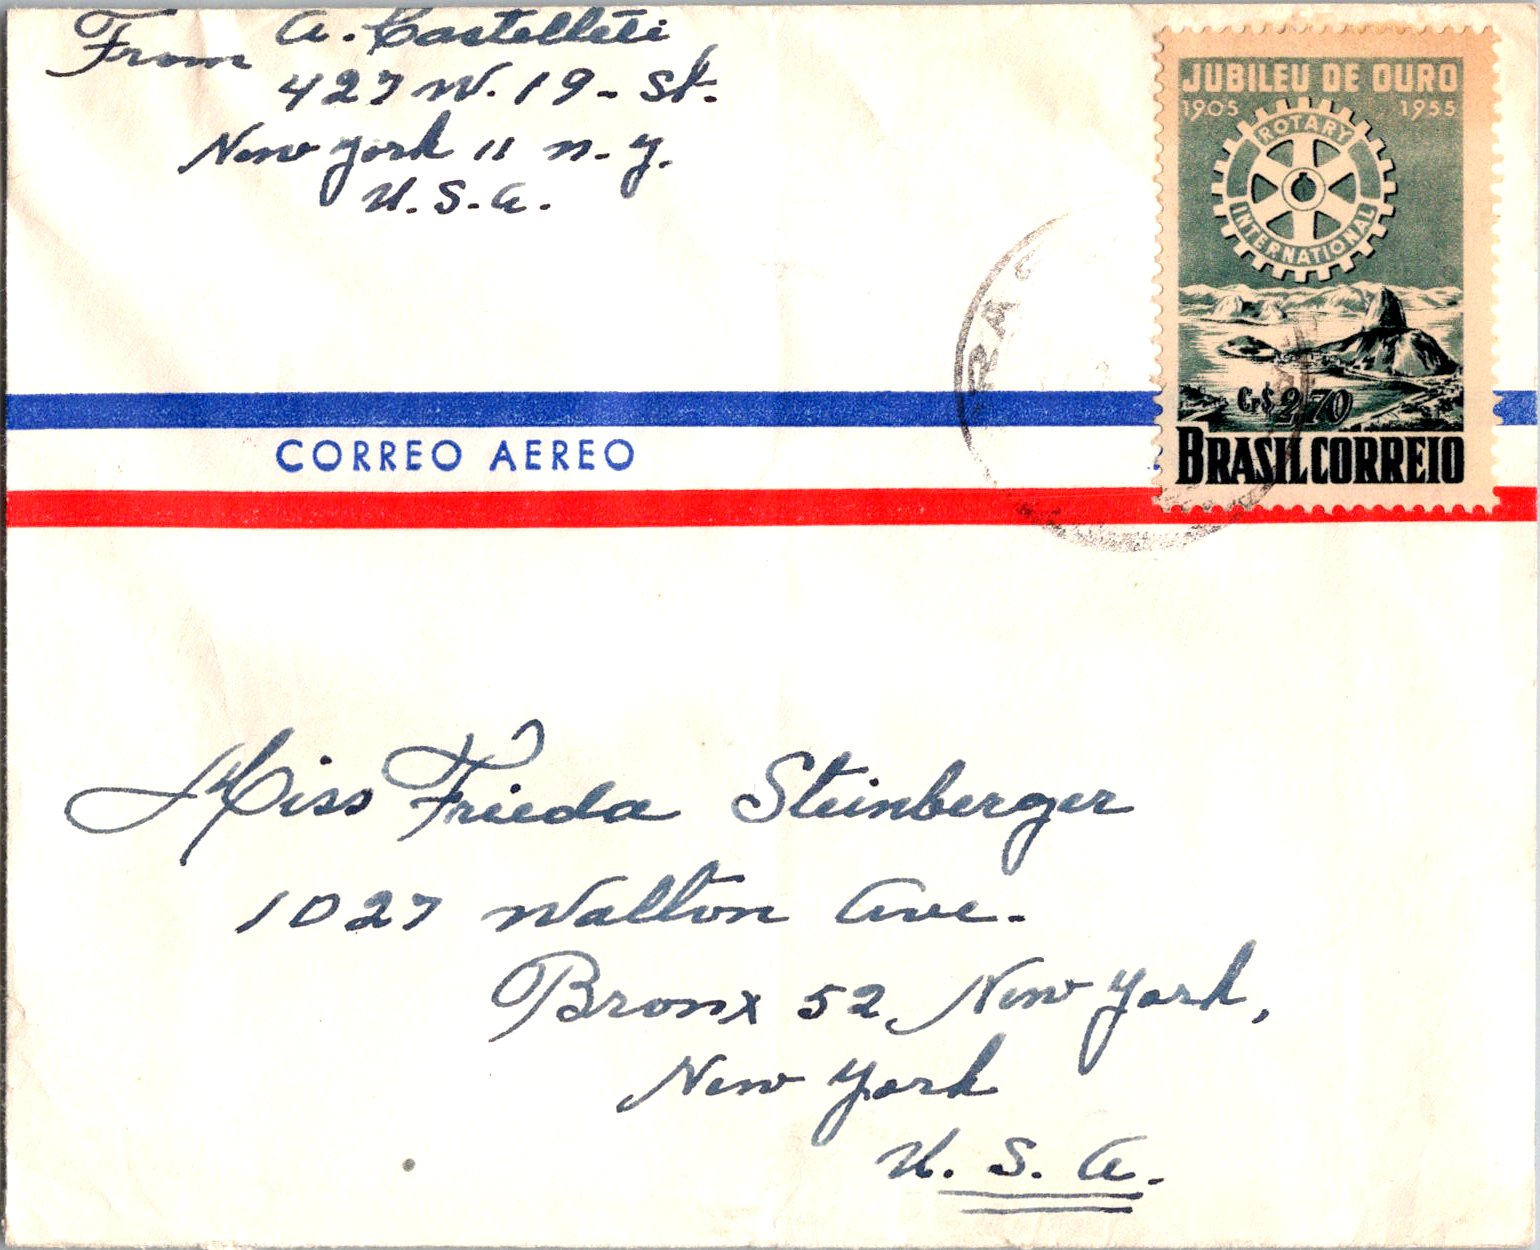 From A. Castelleti
427 W. 19 - St.
New York 11 N. Y.
U. S. A.
JUBILEU DE OURO
1905 1955
ROTARY
INTERNATIONAL
Cr$ 2,70
BRASIL CORREIO
CORREO AEREO
Miss Frieda Steinberger
1027 Walton Ave.
Bronx 52, New York,
New York
U. S. A.